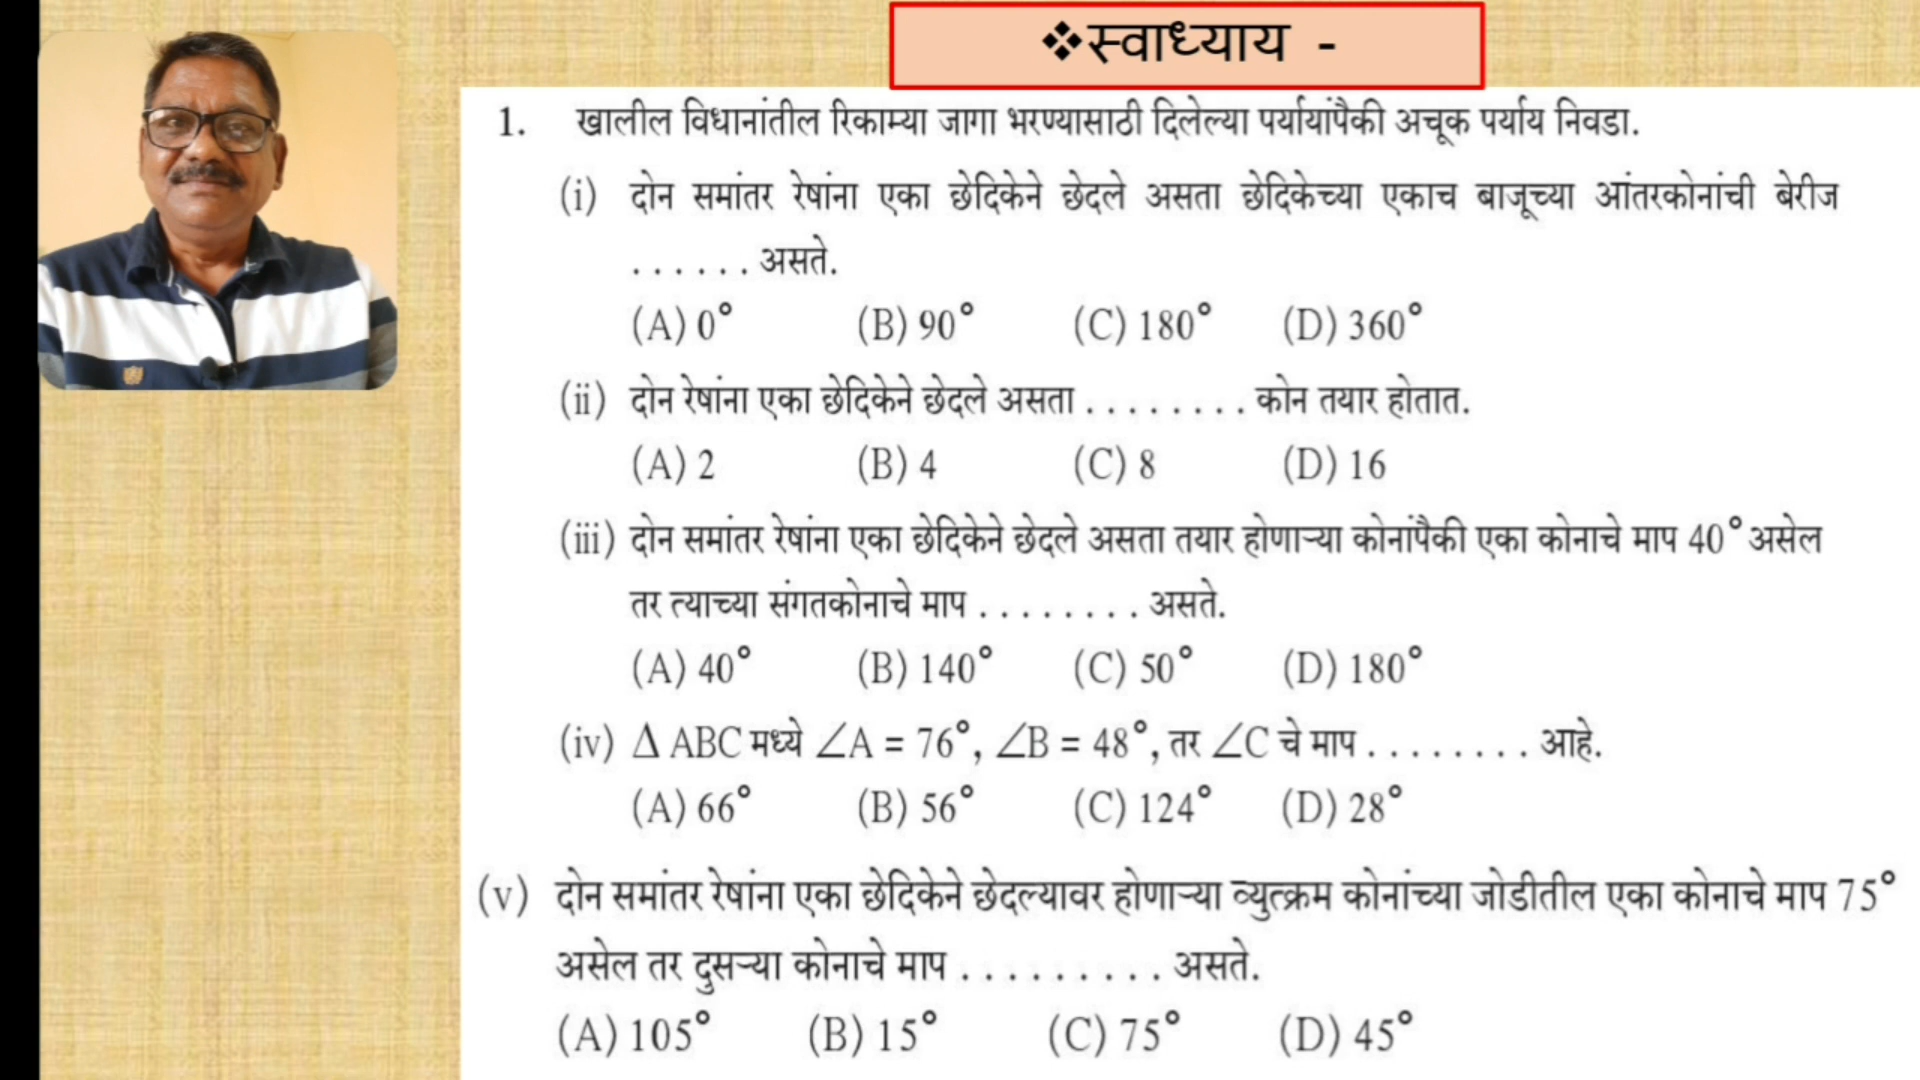 ❖स्वाध्याय -
1. खालील विधानांतील रिकाम्या जागा भरण्यासाठी दिलेल्या पर्यायांपैकी अचूक पर्याय निवडा.
(i) दोन समांतर रेषांना एका छेदिकेने छेदले असता छेदिकेच्या एकाच बाजूच्या आंतरकोनांची बेरीज
. . . . . . असते.
(A) 0° (B) 90° (C) 180° (D) 360°
(ii) दोन रेषांना एका छेदिकेने छेदले असता . . . . . . . . कोन तयार होतात.
(A) 2 (B) 4 (C) 8 (D) 16
(iii) दोन समांतर रेषांना एका छेदिकेने छेदले असता तयार होणाऱ्या कोनांपैकी एका कोनाचे माप 40° असेल
तर त्याच्या संगतकोनाचे माप . . . . . . . . असते.
(A) 40° (B) 140° (C) 50° (D) 180°
(iv) Δ ABC मध्ये ∠A = 76°, ∠B = 48°, तर ∠C चे माप . . . . . . . . आहे.
(A) 66° (B) 56° (C) 124° (D) 28°
(v) दोन समांतर रेषांना एका छेदिकेने छेदल्यावर होणाऱ्या व्युत्क्रम कोनांच्या जोडीतील एका कोनाचे माप 75°
असेल तर दुसऱ्या कोनाचे माप . . . . . . . . . असते.
(A) 105° (B) 15° (C) 75° (D) 45°